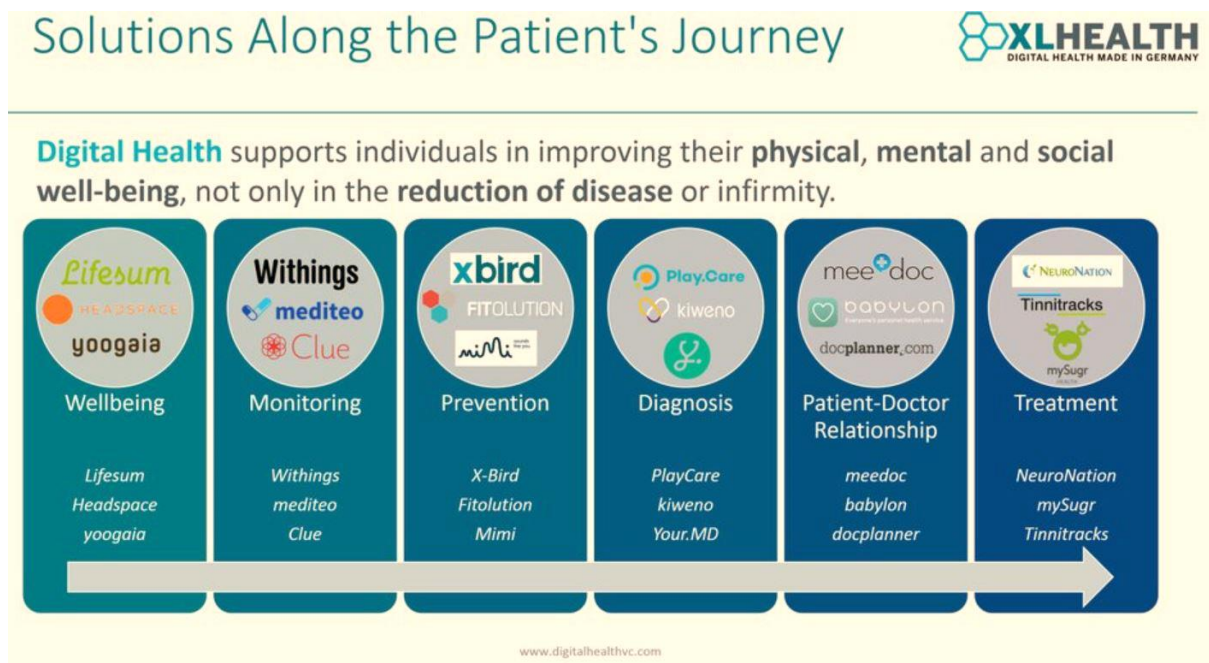 Solutions Along the Patient's Journey
XLHEALTH
DIGITAL HEALTH MADE IN GERMANY
Digital Health supports individuals in improving their physical, mental and social
well-being, not only in the reduction of disease or infirmity.
Lifesum
HEADSPACE
yoogaia
Wellbeing
Lifesum
Headspace
yoogaia
Withings
mediteo
Clue
Monitoring
Withings
mediteo
Clue
xbird
FITOLUTION
miMi
Prevention
X-Bird
Fitolution
Mimi
Play.Care
kiweno
Diagnosis
PlayCare
kiweno
Your.MD
meedoc
babylon
docplanner.com
Patient-Doctor
Relationship
meedoc
babylon
docplanner
NEURONATION
Tinnitracks
mySugr
Treatment
NeuroNation
mySugr
Tinnitracks
www.digitalhealthvc.com